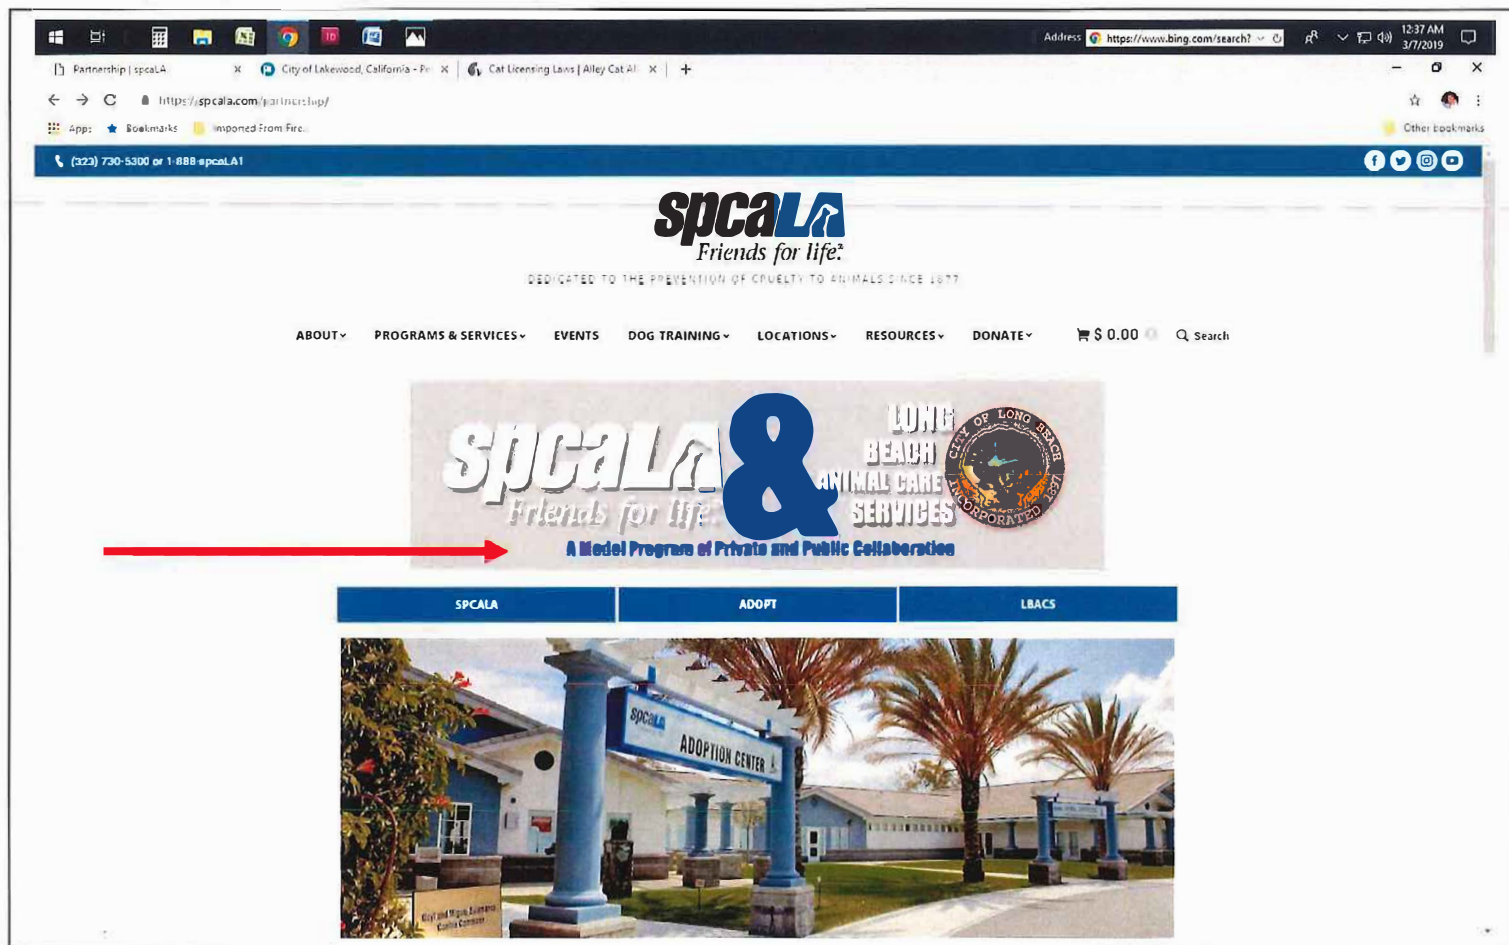 Address https://www.bing.com/search?
12:37 AM
3/7/2019
Partnership | spcaLA
City of Lakewood, California - P
Cat Licensing Laws | Alley Cat Al
https://spcala.com/partnership/
Apps Bookmarks Imported From Fire...
Other bookmarks
(323) 730-5300 or 1-888-spcaLA1
spcaLA
Friends for life.
DEDICATED TO THE PREVENTION OF CRUELTY TO ANIMALS SINCE 1877
ABOUT PROGRAMS & SERVICES EVENTS DOG TRAINING LOCATIONS RESOURCES DONATE $ 0.00 Search
spcaLA & LONG
BEACH
ANIMAL CARE
SERVICES
Friends for life.
CITY OF LONG BEACH
INCORPORATED 1897
A Model Program of Private and Public Collaboration
SPCALA ADOPT LBACS
spcaLA
ADOPTION CENTER